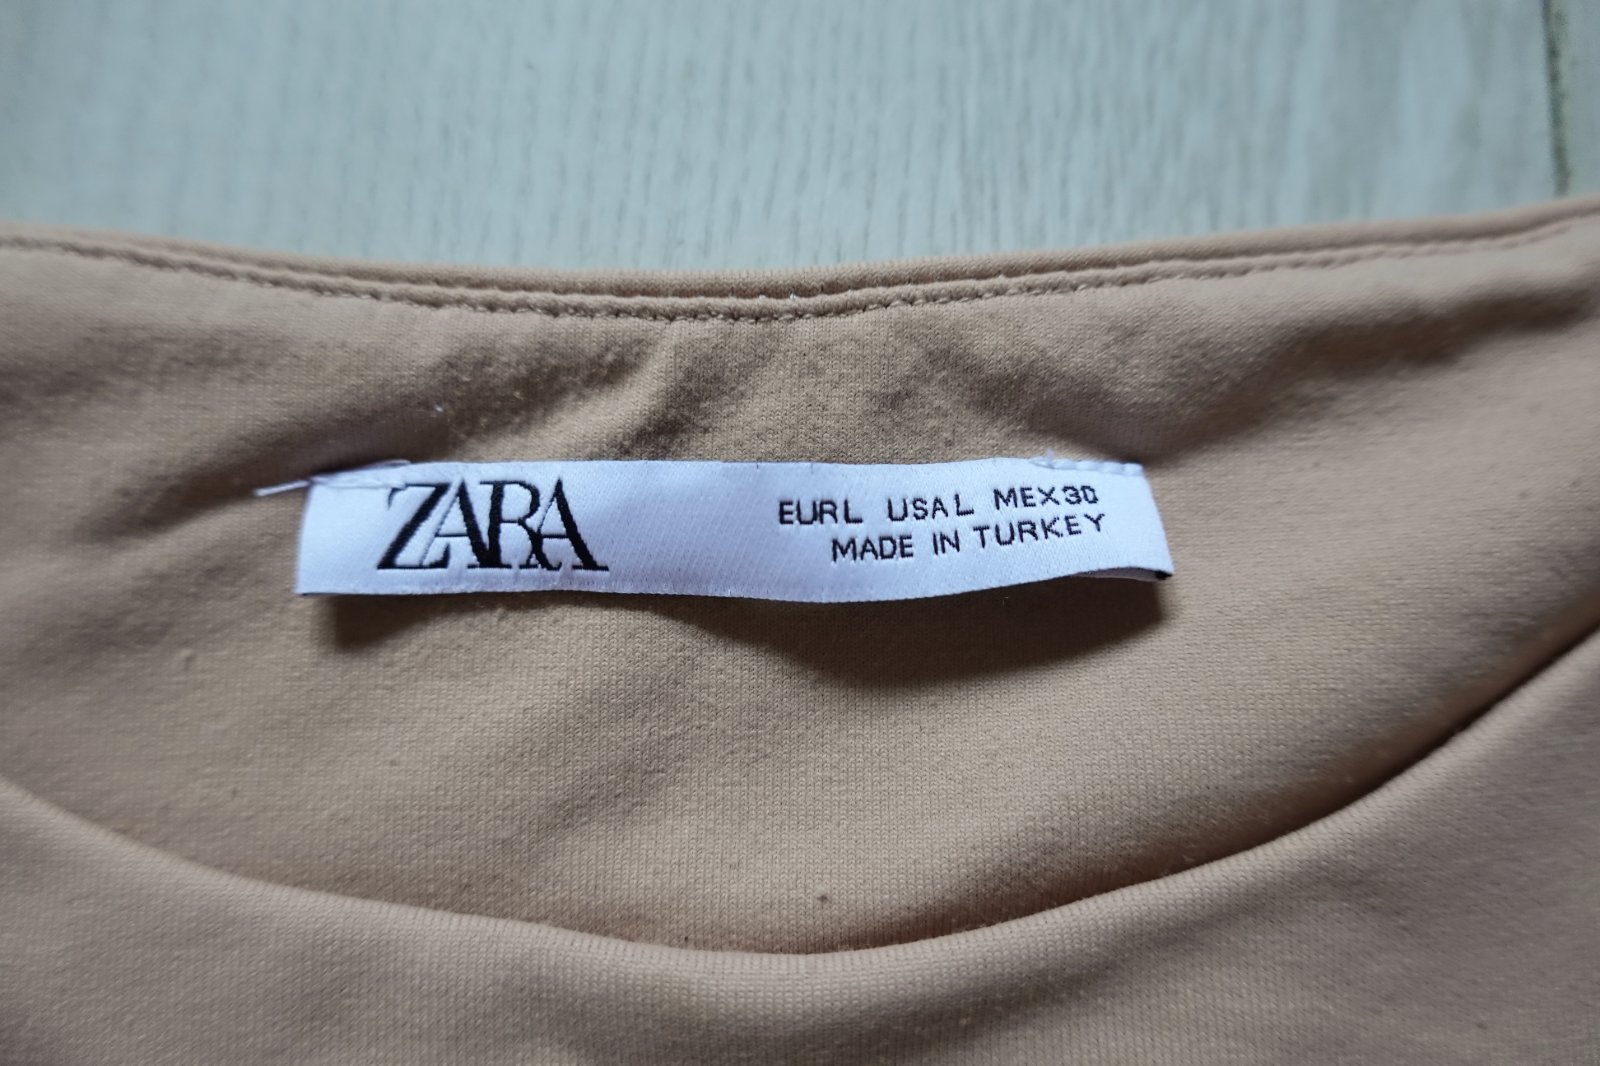 ZARA
EUR L USA L MEX 30
MADE IN TURKEY